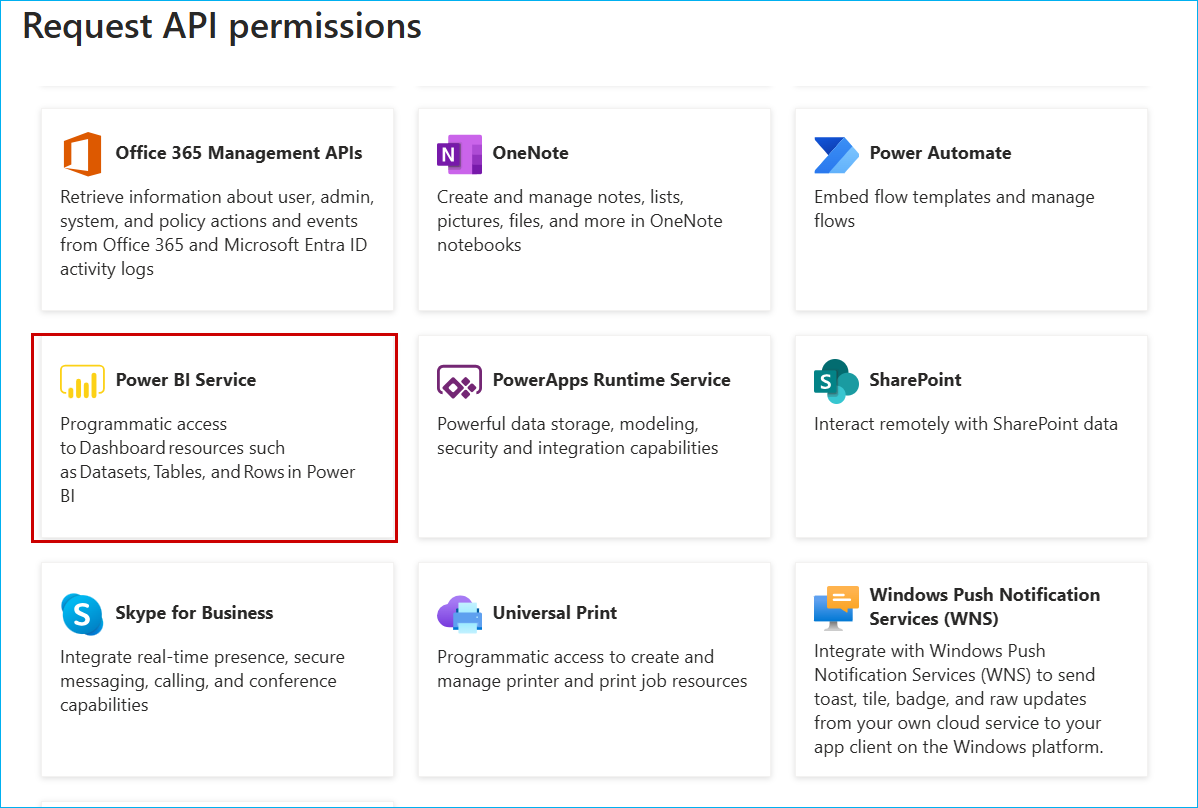 Request API permissions
Office 365 Management APIs
Retrieve information about user, admin,
system, and policy actions and events
from Office 365 and Microsoft Entra ID
activity logs
N
OneNote
Create and manage notes, lists,
pictures, files, and more in OneNote
notebooks
Power Automate
Embed flow templates and manage
flows
Power BI Service
Programmatic access
to Dashboard resources such
as Datasets, Tables, and Rows in Power
BI
PowerApps Runtime Service
Powerful data storage, modeling,
security and integration capabilities
S
SharePoint
Interact remotely with SharePoint data
S
Skype for Business
Integrate real-time presence, secure
messaging, calling, and conference
capabilities
Universal Print
Programmatic access to create and
manage printer and print job resources
Windows Push Notification
Services (WNS)
Integrate with Windows Push
Notification Services (WNS) to send
toast, tile, badge, and raw updates
from your own cloud service to your
app client on the Windows platform.